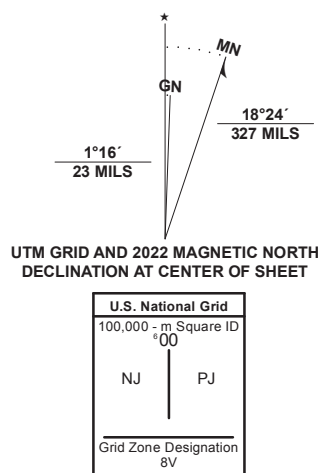 ★
MN
GN
18°24´
327 MILS
1°16´
23 MILS
UTM GRID AND 2022 MAGNETIC NORTH
DECLINATION AT CENTER OF SHEET
U.S. National Grid
100,000 - m Square ID
⁶00
NJ PJ
Grid Zone Designation
8V